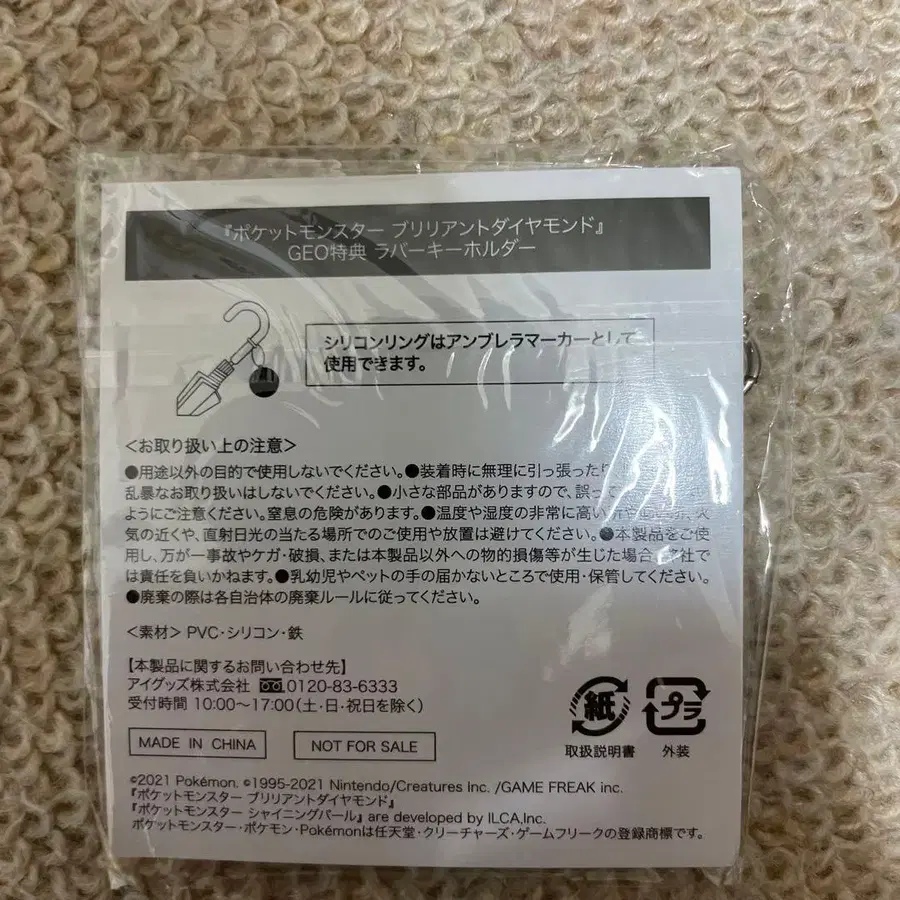 『ポケットモンスター ブリリアントダイヤモンド』
GEO特典 ラバーキーホルダー
シリコンリングはアンブレラマーカーとして
使用できます。
＜お取り扱い上の注意＞
●用途以外の目的で使用しないでください。●装着時に無理に引っ張ったり
乱暴なお取り扱いはしないでください。●小さな部品がありますので、誤って
ようにご注意ください。窒息の危険があります。●温度や湿度の非常に高い
気の近くや、直射日光の当たる場所でのご使用や放置は避けてください。●本製品をご使
用し、万が一事故やケガ・破損、または本製品以外への物的損傷等が生じた場合、社では
は責任を負いかねます。●乳幼児やペットの手の届かないところで使用・保管してください。
●廃棄の際は各自治体の廃棄ルールに従ってください。
＜素材＞PVC・シリコン・鉄
【本製品に関するお問い合わせ先】
アイグッズ株式会社 0120-83-6333
受付時間 10:00〜17:00(土・日・祝日を除く)
紙 プラ
取扱説明書 外装
MADE IN CHINA NOT FOR SALE
©2021 Pokémon. ©1995-2021 Nintendo/Creatures Inc. /GAME FREAK inc.
『ポケットモンスター ブリリアントダイヤモンド』
『ポケットモンスター シャイニングパール』 are developed by ILCA,Inc.
ポケットモンスター・ポケモン・Pokémonは任天堂・クリーチャーズ・ゲームフリークの登録商標です。